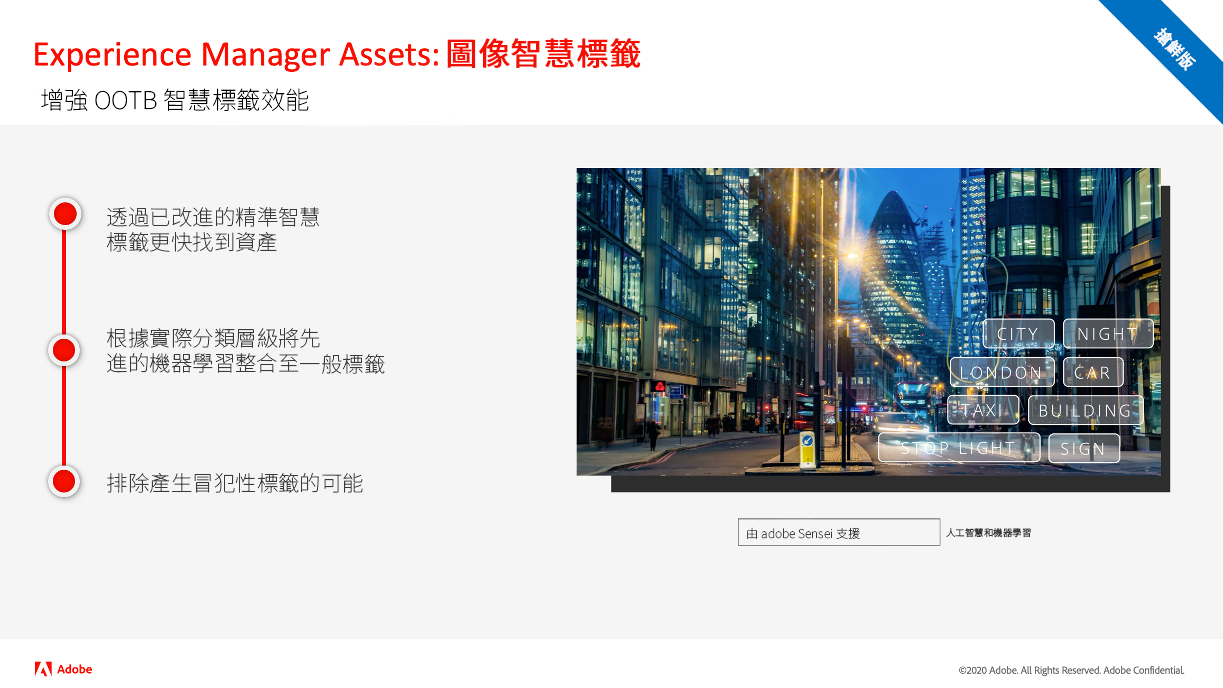 Experience Manager Assets: 圖像智慧標籤
搶鮮版
增強 OOTB 智慧標籤效能
透過已改進的精準智慧
標籤更快找到資產
根據實際分類層級將先
進的機器學習整合至一般標籤
排除產生冒犯性標籤的可能
CITY NIGHT
LONDON CAR
TAXI BUILDING
STOP LIGHT SIGN
由 adobe Sensei 支援 人工智慧和機器學習
Adobe
©2020 Adobe. All Rights Reserved. Adobe Confidential.